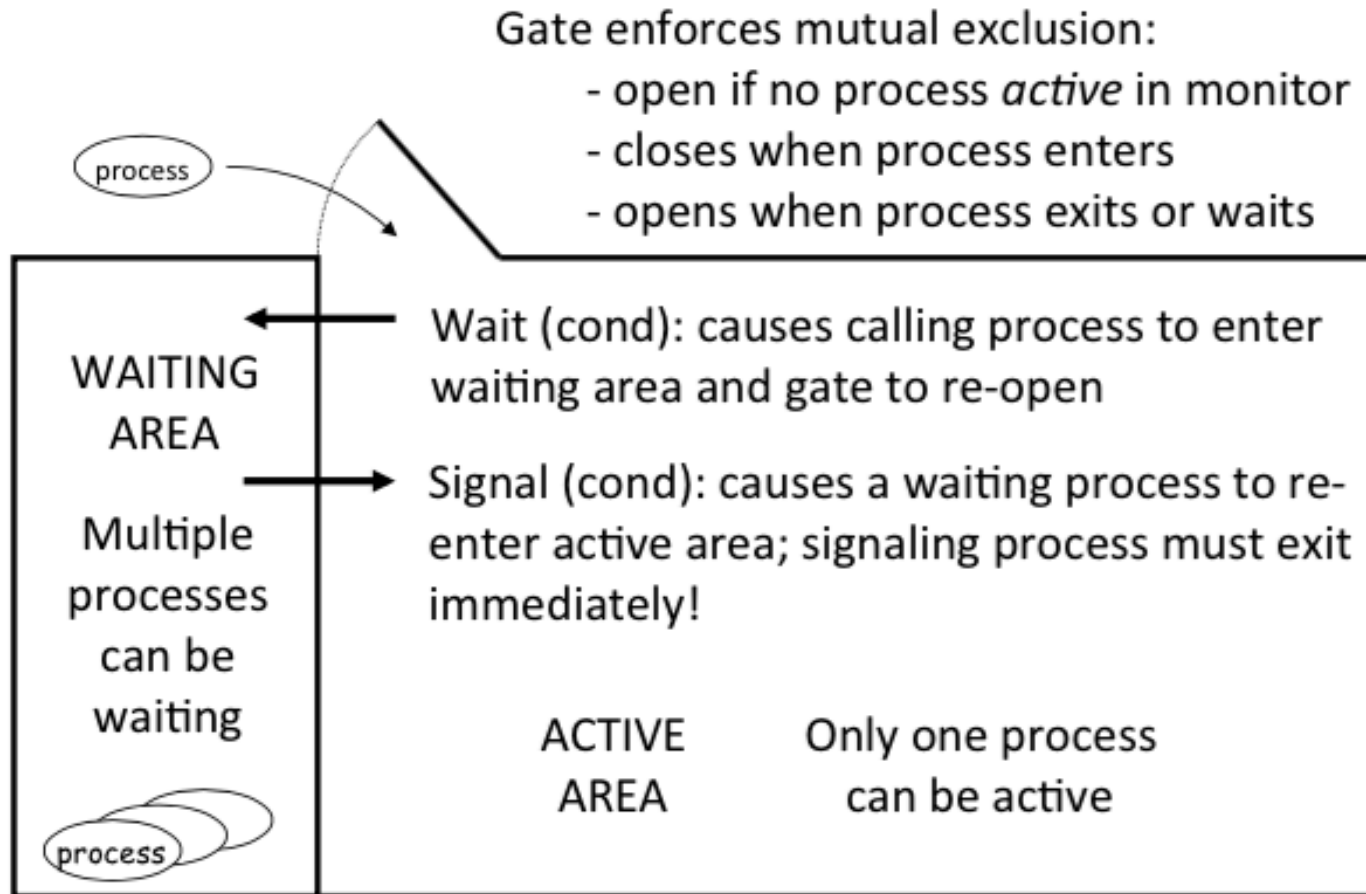 Gate enforces mutual exclusion:
- open if no process active in monitor
- closes when process enters
- opens when process exits or waits
process
WAITING
AREA
Multiple
processes
can be
waiting
process
Wait (cond): causes calling process to enter
waiting area and gate to re-open
Signal (cond): causes a waiting process to re-
enter active area; signaling process must exit
immediately!
ACTIVE
AREA
Only one process
can be active